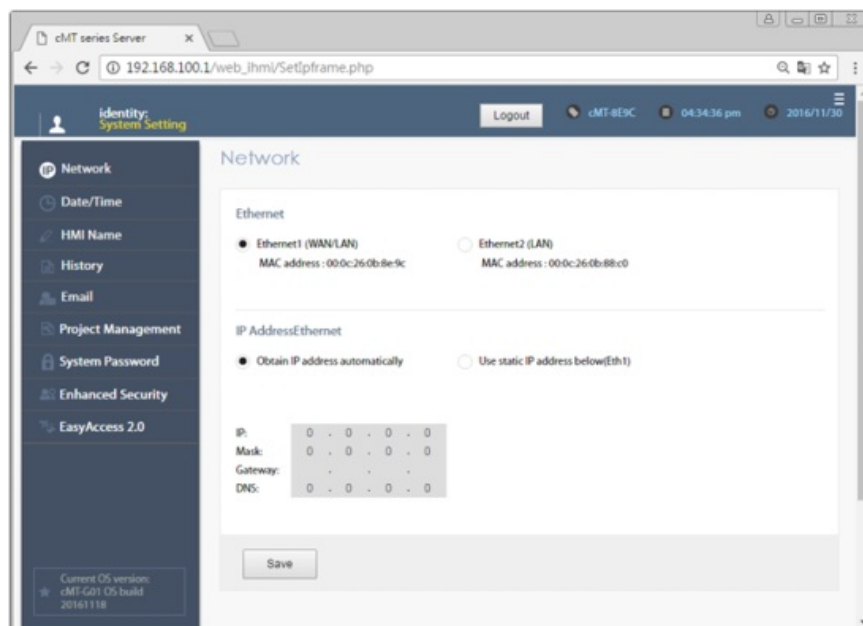 cMT series Server
192.168.100.1/web_ihmi/SetIpframe.php
identity:
System Setting
Logout
cMT-8E9C
04:34:36 pm
2016/11/30
IP
Network
Date/Time
HMI Name
History
Email
Project Management
System Password
Enhanced Security
EasyAccess 2.0
Current OS version:
cMT-G01 OS build
20161118
Network
Ethernet
Ethernet1 (WAN/LAN)
MAC address : 00:0c:26:0b:8e:9c
Ethernet2 (LAN)
MAC address : 00:0c:26:0b:88:c0
IP AddressEthernet
Obtain IP address automatically
Use static IP address below(Eth1)
IP: 0 . 0 . 0 . 0
Mask: 0 . 0 . 0 . 0
Gateway: . . .
DNS: 0 . 0 . 0 . 0
Save